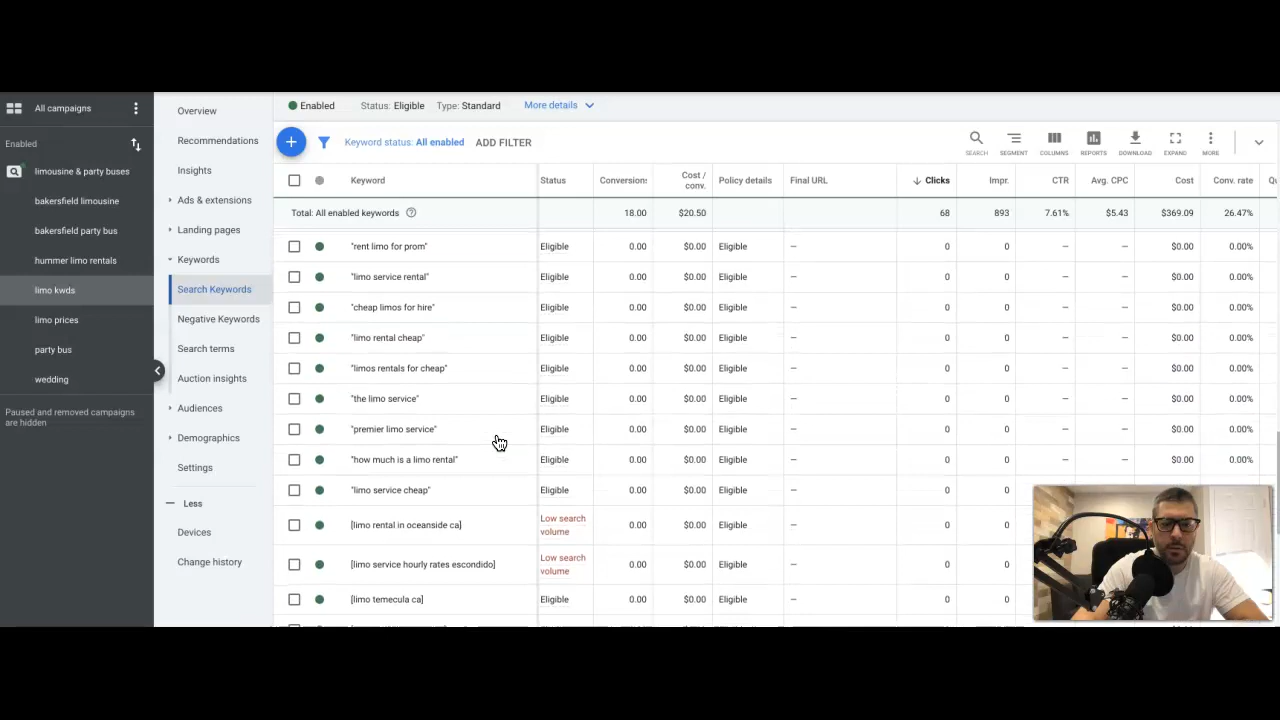 All campaigns
Enabled
limousine & party buses
bakersfield limousine
bakersfield party bus
hummer limo rentals
limo kwds
limo prices
party bus
wedding
Paused and removed campaigns
are hidden
Overview
Recommendations
Insights
Ads & extensions
Landing pages
Keywords
Search Keywords
Negative Keywords
Search terms
Auction insights
Audiences
Demographics
Settings
Less
Devices
Change history
Enabled Status: Eligible Type: Standard More details
Keyword status: All enabled ADD FILTER
SEARCH SEGMENT COLUMNS REPORTS DOWNLOAD EXPAND MORE
Keyword Status Conversions Cost / conv. Policy details Final URL Clicks Impr. CTR Avg. CPC Cost Conv. rate
Total: All enabled keywords 18.00 $20.50 68 893 7.61% $5.43 $369.09 26.47%
"rent limo for prom" Eligible 0.00 $0.00 Eligible — 0 0 — — $0.00 0.00%
"limo service rental" Eligible 0.00 $0.00 Eligible — 0 0 — — $0.00 0.00%
"cheap limos for hire" Eligible 0.00 $0.00 Eligible — 0 0 — — $0.00 0.00%
"limo rental cheap" Eligible 0.00 $0.00 Eligible — 0 0 — — $0.00 0.00%
"limos rentals for cheap" Eligible 0.00 $0.00 Eligible — 0 0 — — $0.00 0.00%
"the limo service" Eligible 0.00 $0.00 Eligible — 0 0 — — $0.00 0.00%
"premier limo service" Eligible 0.00 $0.00 Eligible — 0 0 — — $0.00 0.00%
"how much is a limo rental" Eligible 0.00 $0.00 Eligible — 0 0 — — $0.00 0.00%
"limo service cheap" Eligible 0.00 $0.00 Eligible — 0 0
[limo rental in oceanside ca] Low search volume 0.00 $0.00 Eligible — 0 0
[limo service hourly rates escondido] Low search volume 0.00 $0.00 Eligible — 0 0
[limo temecula ca] Eligible 0.00 $0.00 Eligible — 0 0